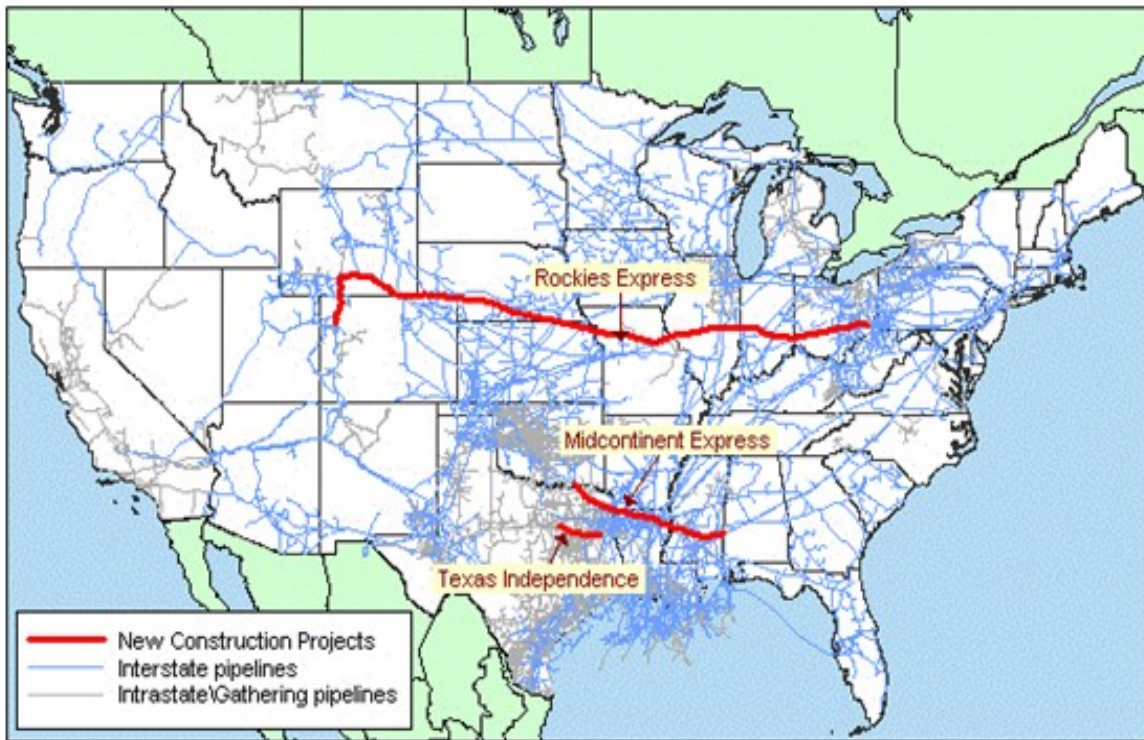 Rockies Express
Midcontinent Express
Texas Independence
New Construction Projects
Interstate pipelines
Intrastate\Gathering pipelines